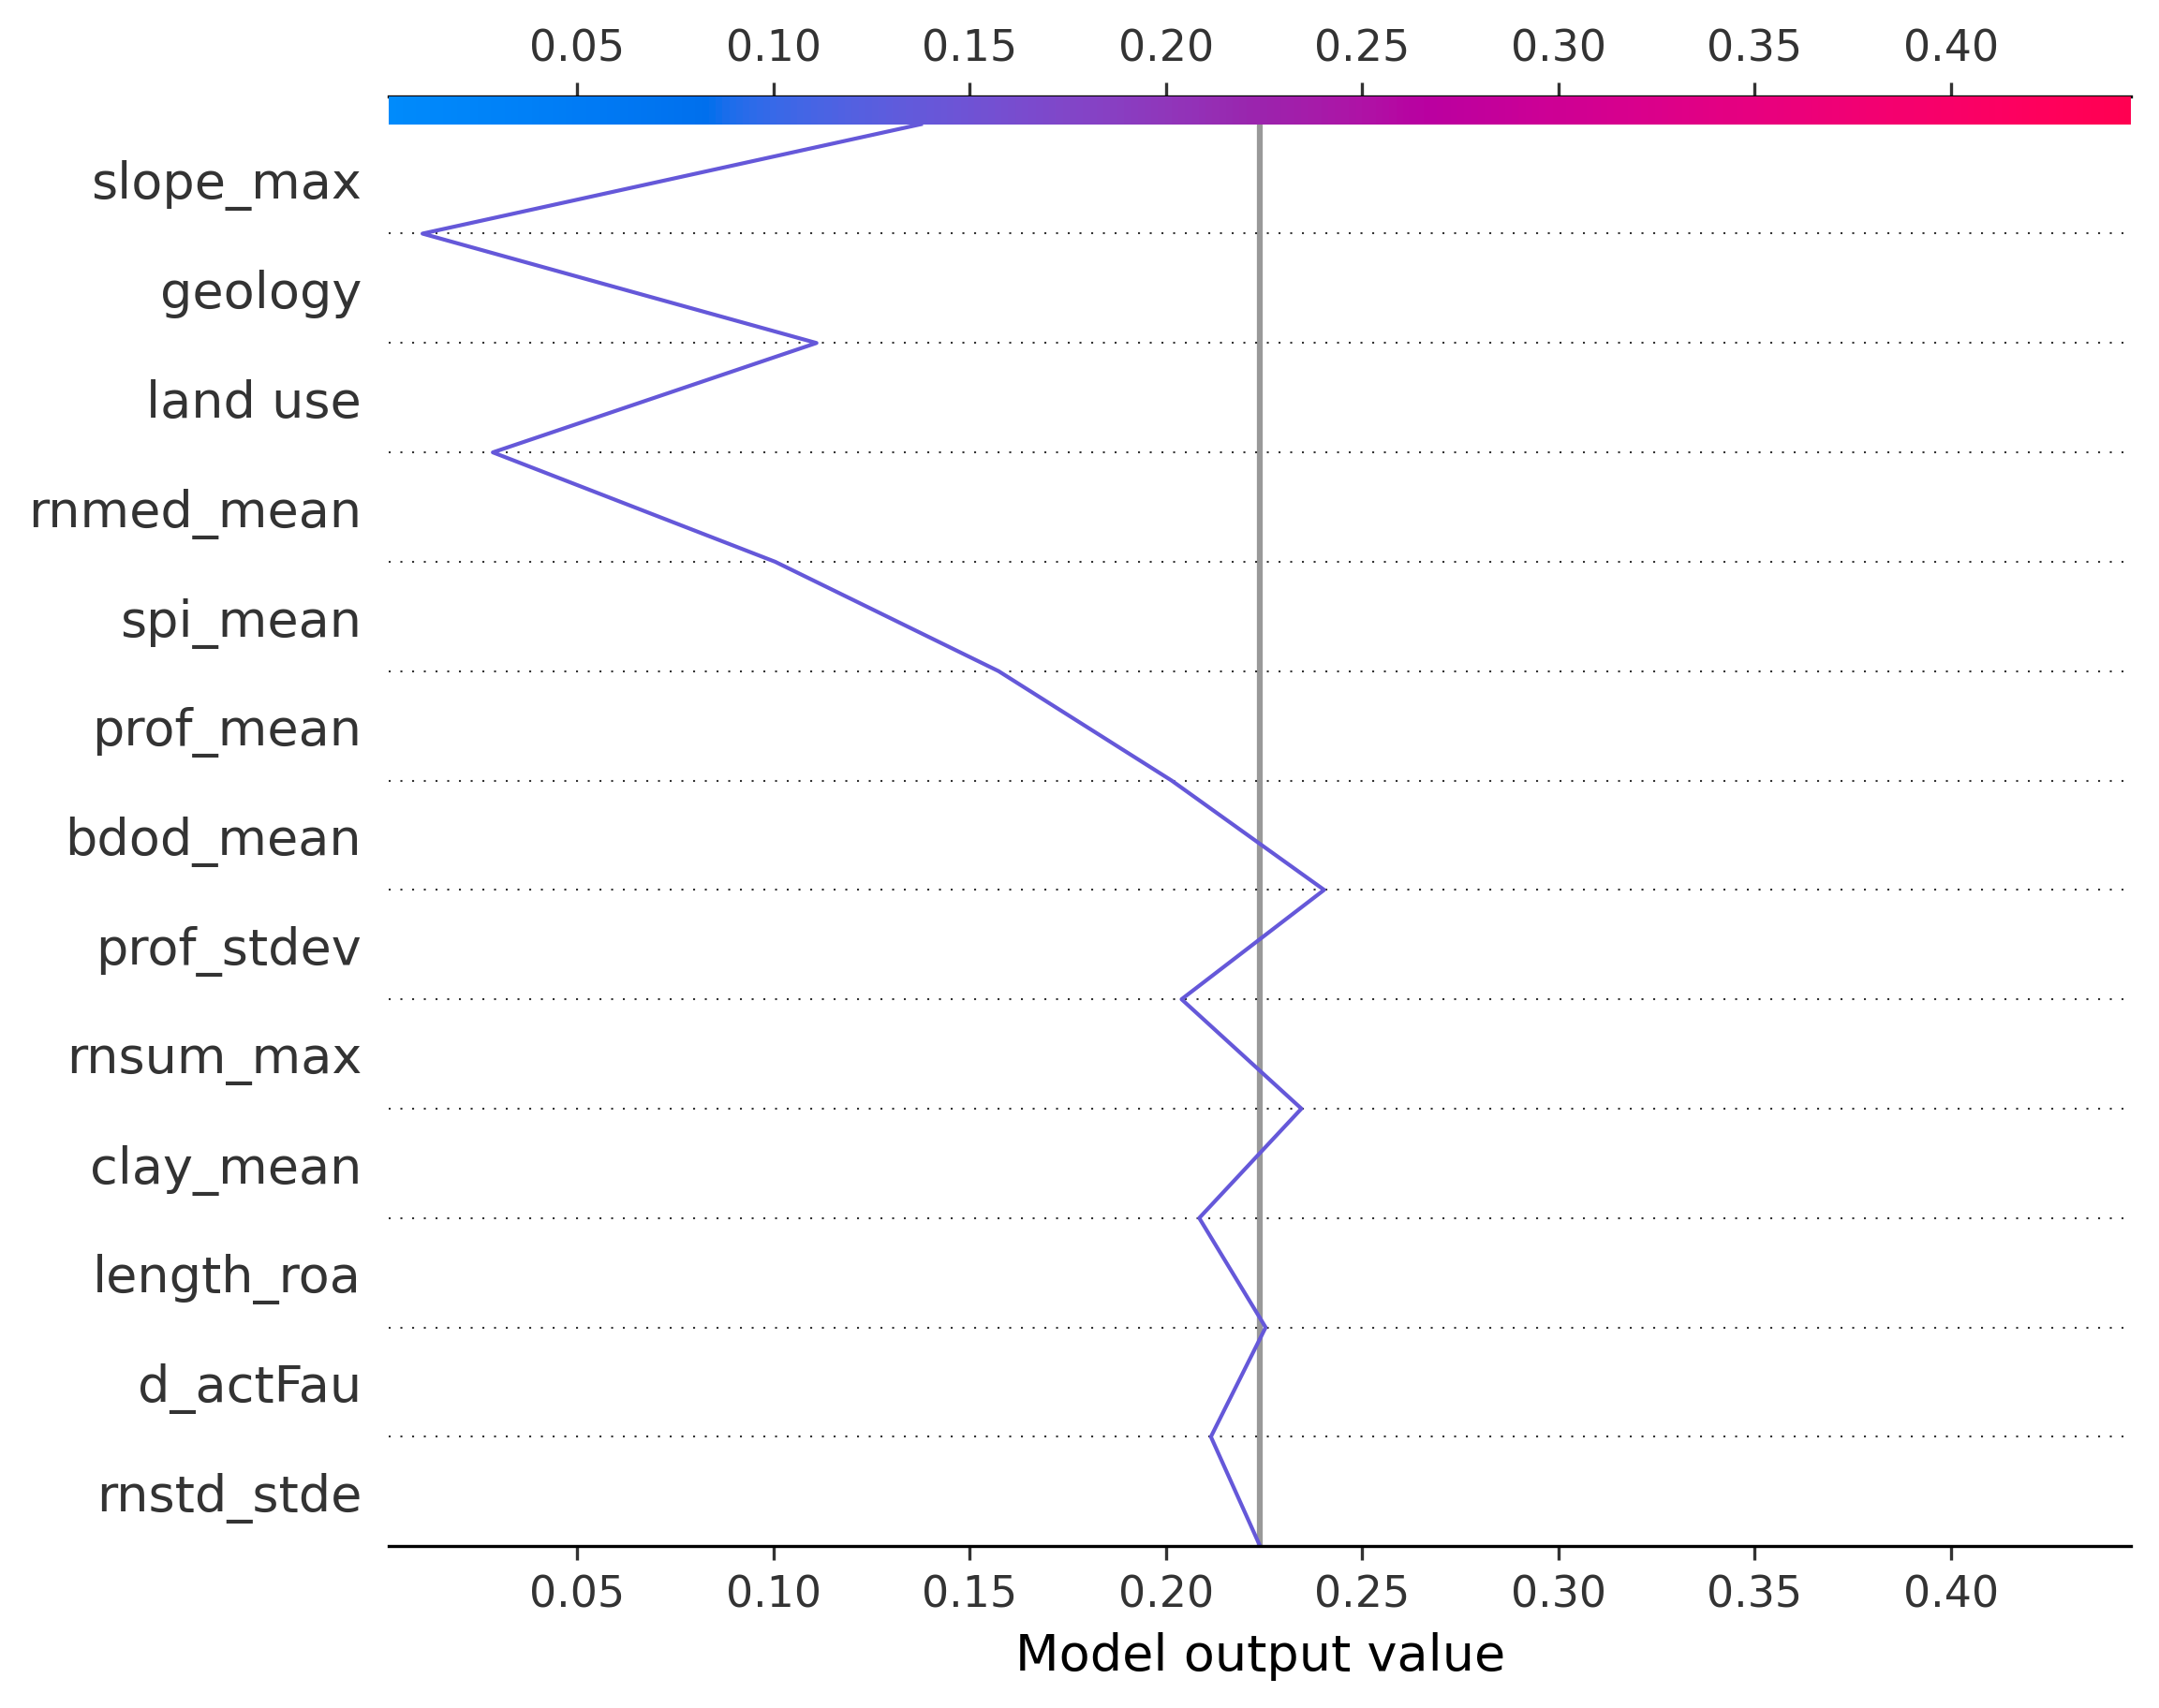 0.05 0.10 0.15 0.20 0.25 0.30 0.35 0.40
slope_max
geology
land use
rnmed_mean
spi_mean
prof_mean
bdod_mean
prof_stdev
rnsum_max
clay_mean
length_roa
d_actFau
rnstd_stde
0.05 0.10 0.15 0.20 0.25 0.30 0.35 0.40
Model output value